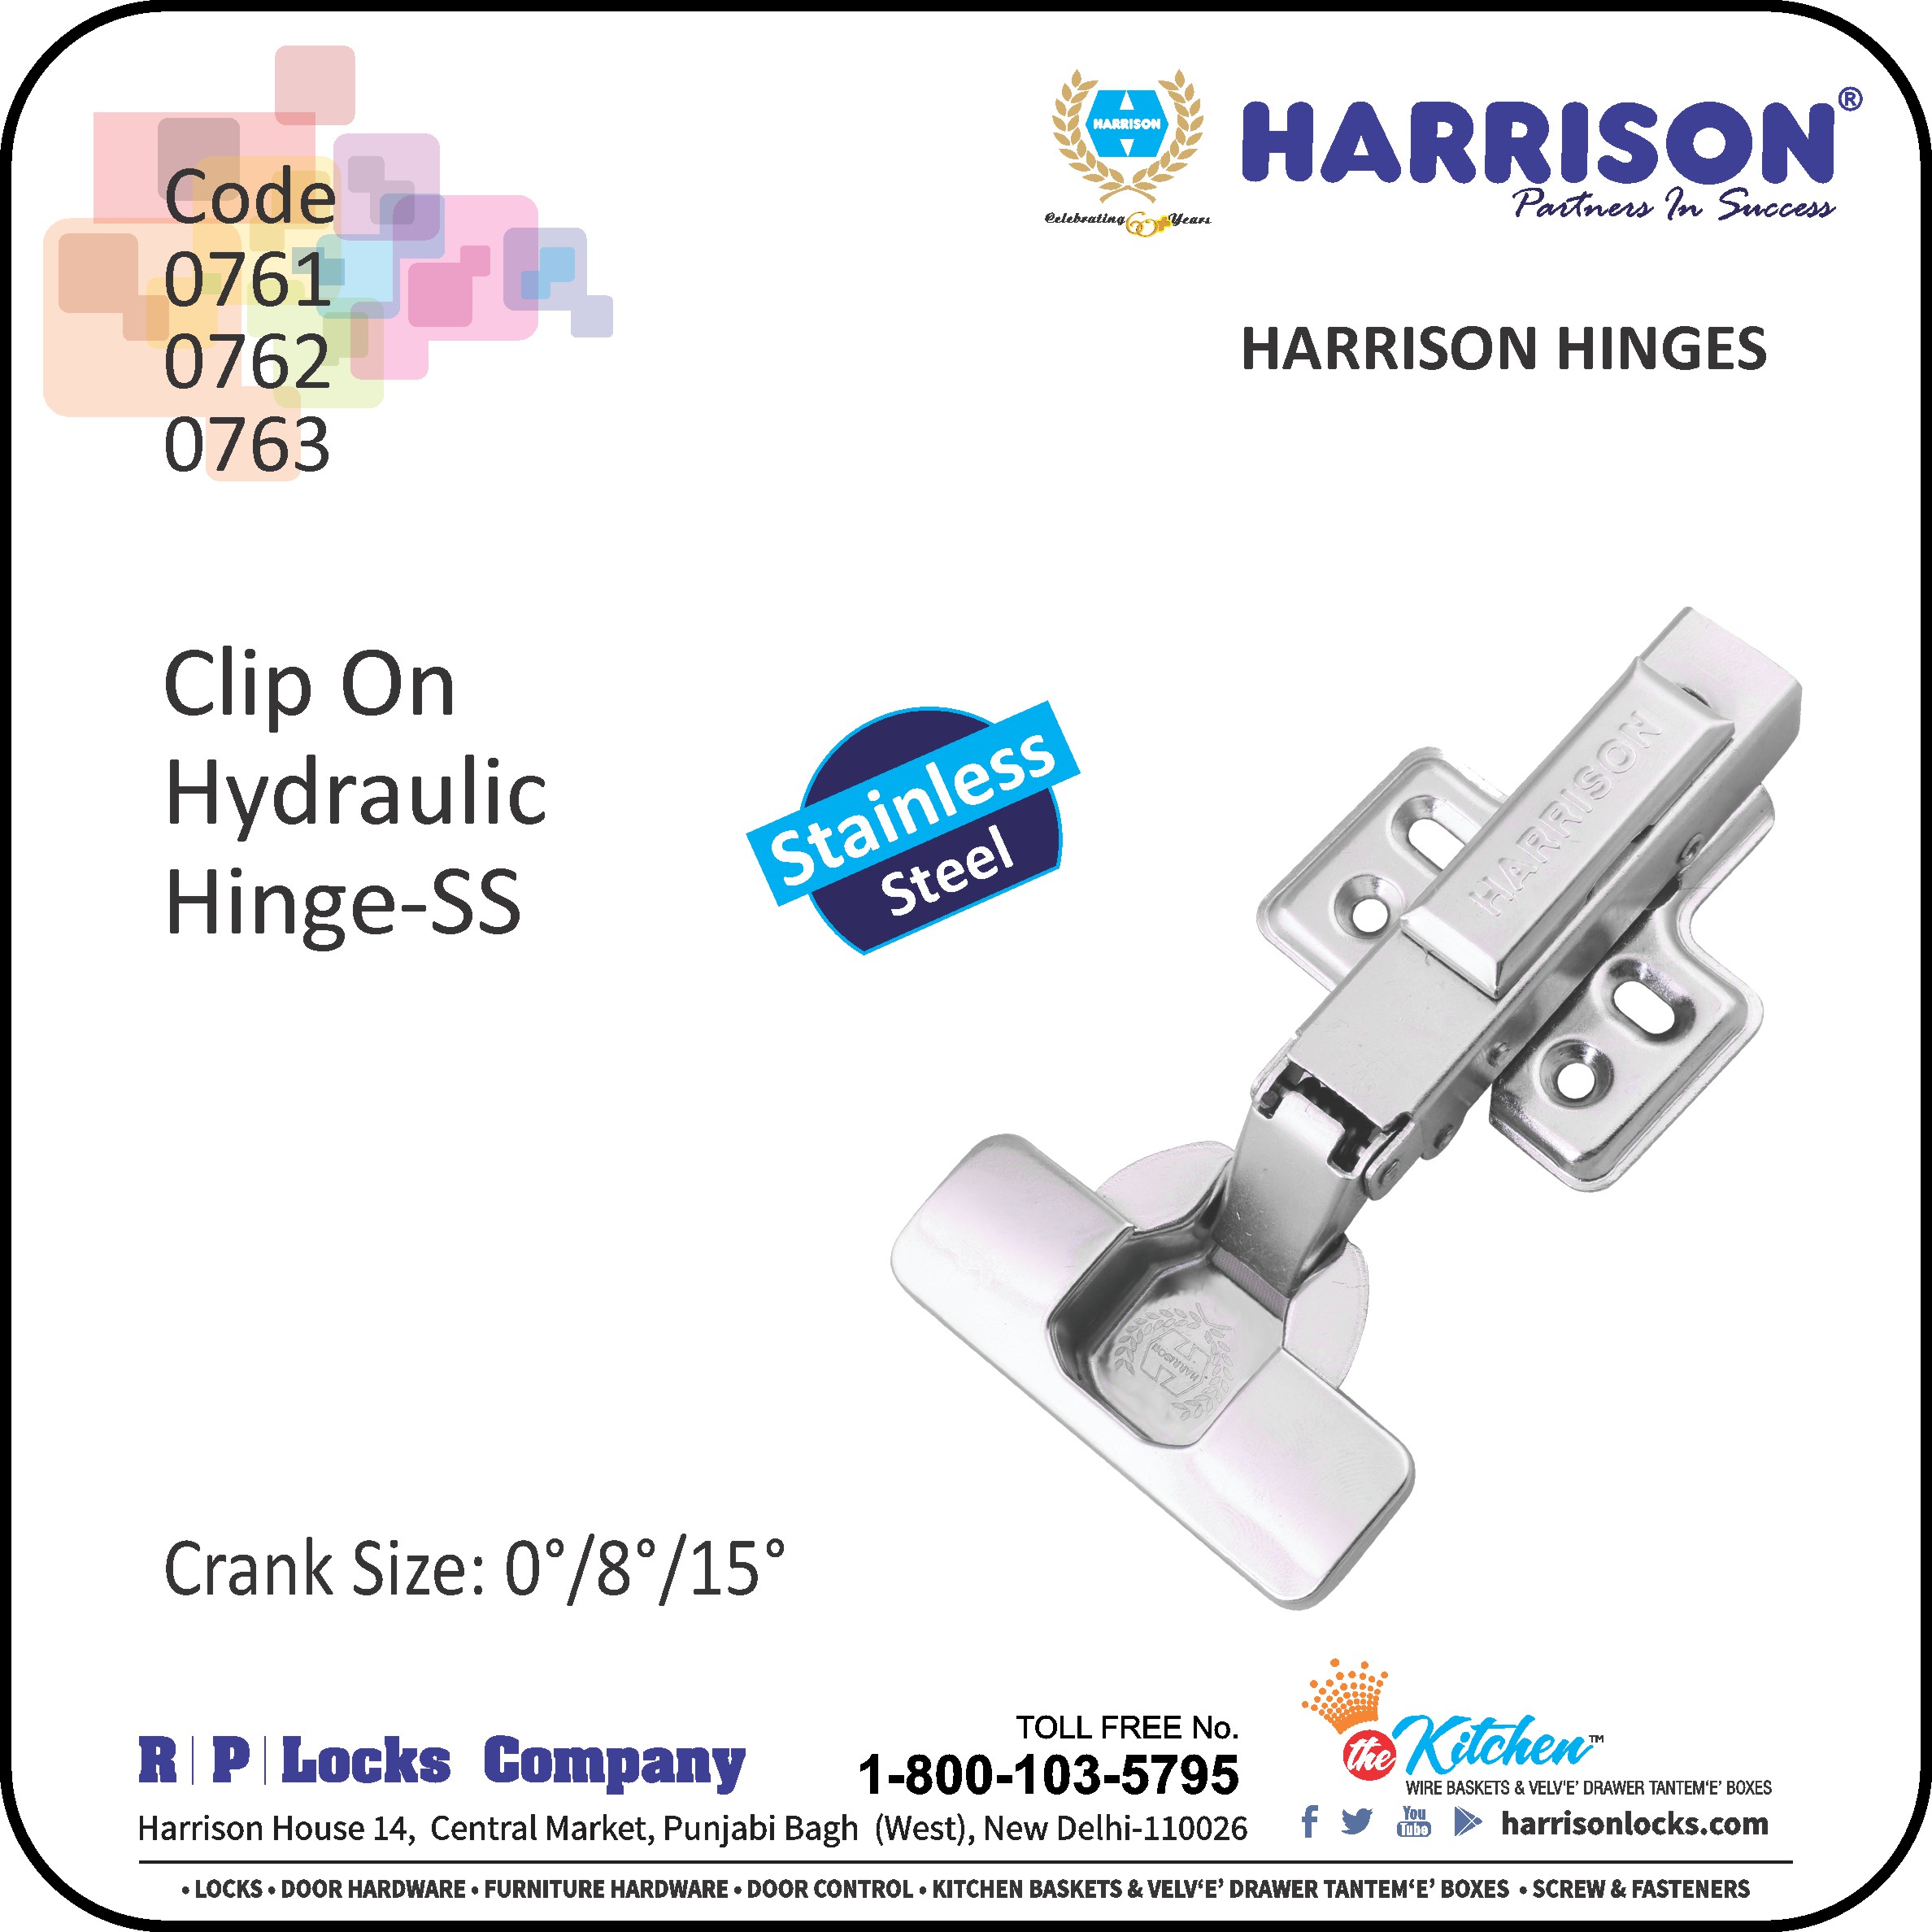 Code
0761
0762
0763
HARRISON
Celebrating 60+ Years
HARRISON®
Partners In Success
HARRISON HINGES
Clip On
Hydraulic
Hinge-SS
Stainless
Steel
HARRISON
HARRISON
Crank Size: 0°/8°/15°
R P Locks Company
TOLL FREE No.
1-800-103-5795
the Kitchen™
WIRE BASKETS & VELV'E' DRAWER TANTEM'E' BOXES
Harrison House 14, Central Market, Punjabi Bagh (West), New Delhi-110026
f You Tube harrisonlocks.com
• LOCKS • DOOR HARDWARE • FURNITURE HARDWARE • DOOR CONTROL • KITCHEN BASKETS & VELV‘E’ DRAWER TANTEM‘E’ BOXES • SCREW & FASTENERS